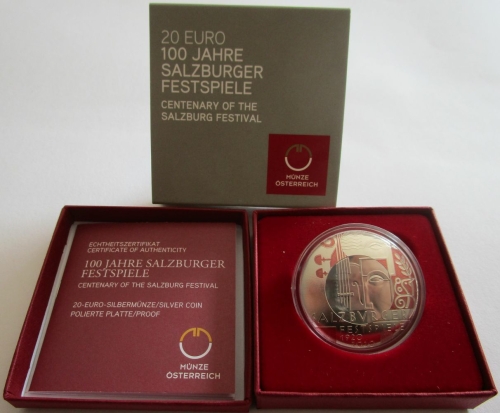 20 EURO
100 JAHRE
SALZBURGER
FESTSPIELE
CENTENARY OF THE
SALZBURG FESTIVAL
MÜNZE
ÖSTERREICH
ECHTHEITSZERTIFIKAT
CERTIFICATE OF AUTHENTICITY
100 JAHRE SALZBURGER
FESTSPIELE
CENTENARY OF THE SALZBURG FESTIVAL
20-EURO-SILBERMÜNZE/SILVER COIN
POLIERTE PLATTE/PROOF
MÜNZE
ÖSTERREICH
SALZBVRGER
FESTSPIELE